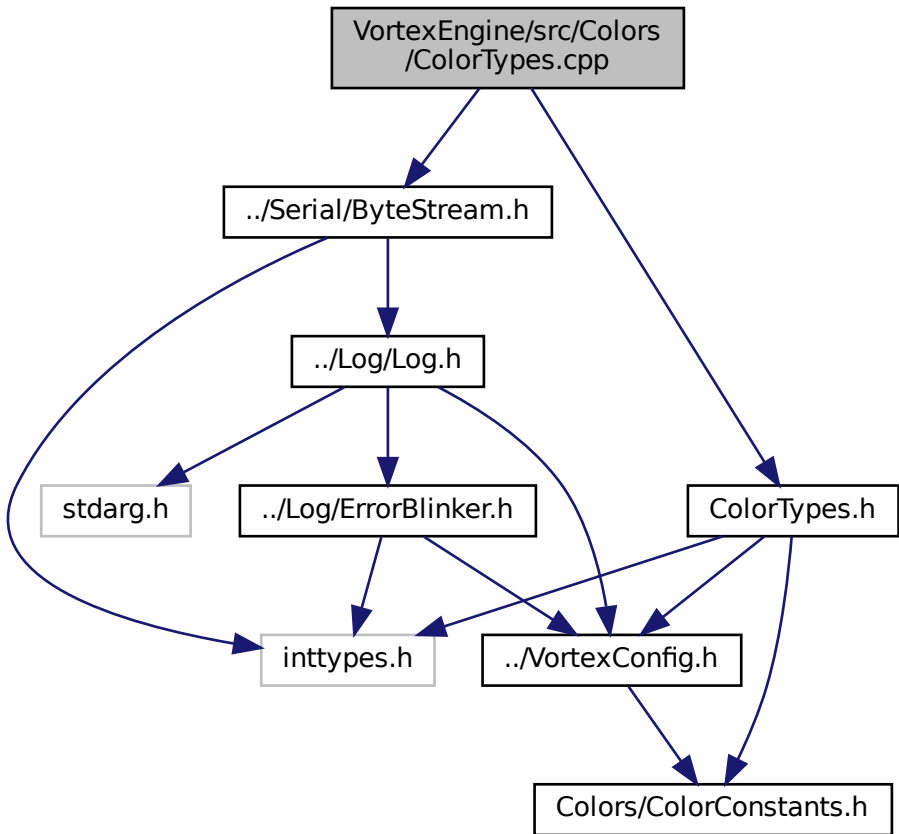 VortexEngine/src/Colors
/ColorTypes.cpp
../Serial/ByteStream.h
../Log/Log.h
stdarg.h
../Log/ErrorBlinker.h
ColorTypes.h
inttypes.h
../VortexConfig.h
Colors/ColorConstants.h